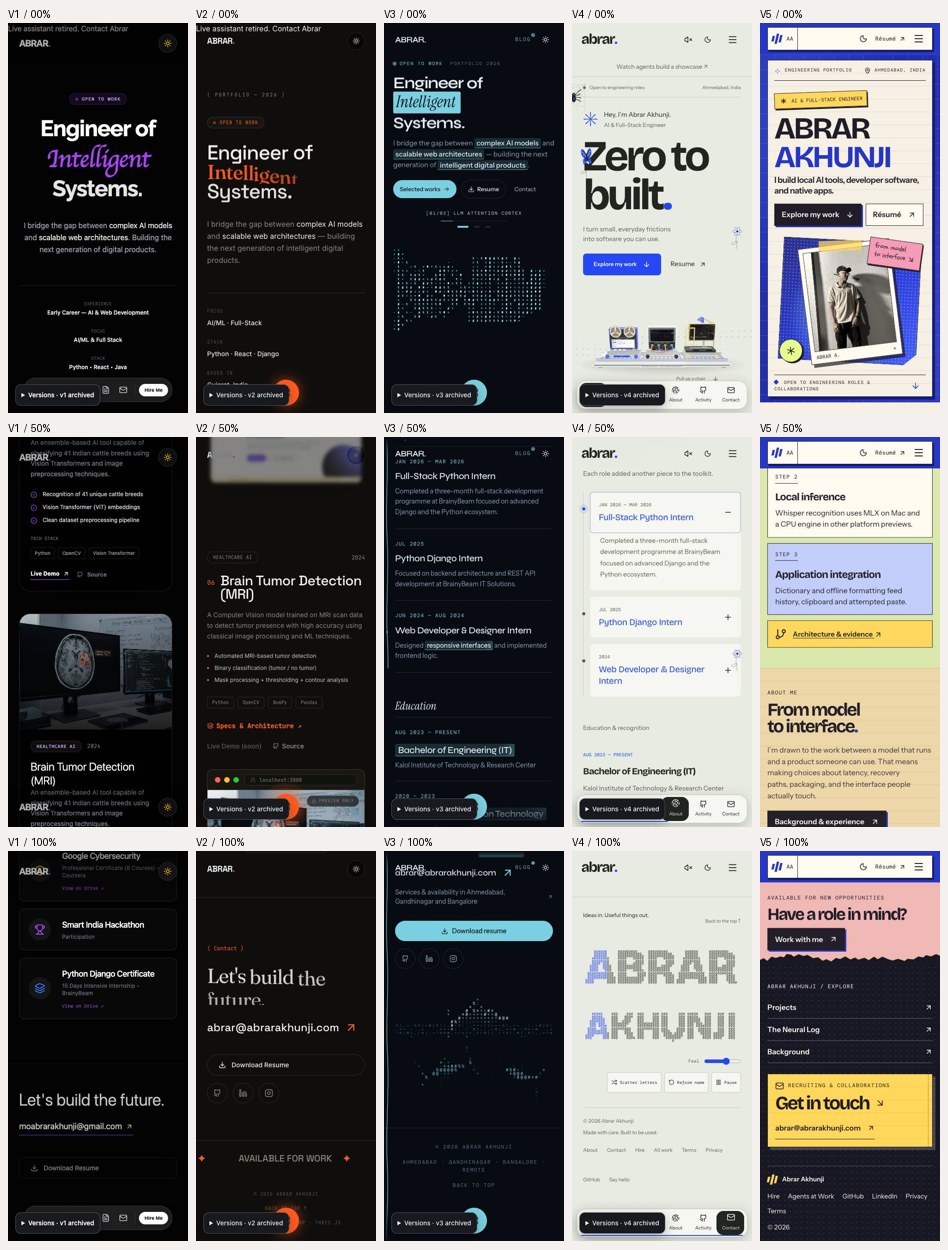 V1 / 00%
Live assistant retired. Contact Abrar
ABRAR.
OPEN TO WORK
Engineer of
Intelligent
Systems.
I bridge the gap between complex AI models
and scalable web architectures. Building the
next generation of digital products.
EXPERIENCE
Early Career — AI & Web Development
FOCUS
AI/ML & Full Stack
STACK
Python • React • Java
▶ Versions · v1 archived
Hire Me
V2 / 00%
Live assistant retired. Contact Abrar
ABRAR.
( PORTFOLIO — 2026 )
OPEN TO WORK
Engineer of
Intelligent
Systems.
I bridge the gap between complex AI models
and scalable web architectures — building the
next generation of intelligent digital
products.
FOCUS
AI/ML · Full-Stack
STACK
Python · React · Django
BASED IN
Gujarat, India
▶ Versions · v2 archived
V3 / 00%
ABRAR.
BLOG
OPEN TO WORK PORTFOLIO 2026
Engineer of
Intelligent
Systems.
I bridge the gap between complex AI models and
scalable web architectures — building the next
generation of intelligent digital products.
Selected works →
Resume
Contact
[01/03] LLM ATTENTION CORTEX
▶ Versions · v3 archived
V4 / 00%
abrar.
Watch agents build a showcase ↗
Open to engineering roles
Ahmedabad, India
Hey, I'm Abrar Akhunji.
AI & Full-Stack Engineer
Zero to
built.
I turn small, everyday frictions
into software you can use.
Explore my work ↓
Resume ↗
▶ Versions · v4 archived
About
Activity
Contact
V5 / 00%
AA
Résumé ↗
ENGINEERING PORTFOLIO
AHMEDABAD, INDIA
AI & FULL-STACK ENGINEER
ABRAR
AKHUNJI
I build local AI tools, developer software,
and native apps.
Explore my work ↓
Résumé ↗
from model
to interface
ABRAR A.
OPEN TO ENGINEERING ROLES &
COLLABORATIONS
V1 / 50%
An ensemble-based AI tool capable of
identifying 41 Indian cattle breeds using
Vision Transformers and image
preprocessing techniques.
ABRAR.
Recognition of 41 unique cattle breeds
Vision Transformer (ViT) embeddings
Clean dataset preprocessing pipeline
TECH STACK
Python
OpenCV
Vision Transformer
Live Demo ↗
Source
HEALTHCARE AI
2024
Brain Tumor Detection
(MRI)
An ensemble-based AI tool capable of
identifying 41 Indian cattle breeds using
Vision Transformers and image
ABRAR.
V2 / 50%
A
HEALTHCARE AI
2024
06 Brain Tumor Detection
(MRI)
A Computer Vision model trained on MRI scan data
to detect tumor presence with high accuracy using
classical image processing and ML techniques.
Automated MRI-based tumor detection
Binary classification (tumor / no tumor)
Mask processing + thresholding + contour analysis
Python
OpenCV
NumPy
Pandas
Specs & Architecture ↗
Live Demo (soon)
Source
localhost:3000
PREVIEW ONLY
▶ Versions · v2 archived
V3 / 50%
ABRAR.
BLOG
JAN 2026 — MAR 2026
Full-Stack Python Intern
Completed a three-month full-stack development
programme at BrainyBeam IT Solutions, covering advanced
Django and the Python ecosystem.
JUL 2025
Python Django Intern
Focused on backend architecture and REST API
development at BrainyBeam IT Solutions.
JUN 2024 — AUG 2024
Web Developer & Designer Intern
Designed responsive interfaces and implemented
frontend logic.
Education
AUG 2023 — PRESENT
Bachelor of Engineering (IT)
Kalol Institute of Technology & Research Center
2020 — 2023
on Technology
▶ Versions · v3 archived
V4 / 50%
abrar.
Each role added another piece to the toolkit.
JAN 2026 — MAR 2026
Full-Stack Python Intern
Completed a three-month full-stack
development programme at BrainyBeam
focused on advanced Django and the
Python ecosystem.
JUL 2025
Python Django Intern
2024
Web Developer & Designer
Intern
Education & recognition
AUG 2023 — PRESENT
Bachelor of Engineering (IT)
Kalol Institute of Technology & Research Center
▶ Versions · v4 archived
About
Activity
Contact
V5 / 50%
AA
Résumé ↗
STEP 2
Local inference
Whisper recognition uses MLX on Mac and
a CPU engine in other platform previews.
STEP 3
Application integration
Dictionary and offline formatting feed
history, clipboard and attempted paste.
Architecture & evidence ↗
ABOUT ME
From model
to interface.
I'm drawn to the work between a model that runs
and a product someone can use. That means
making choices about latency, recovery
paths, packaging, and the interface people
actually touch.
Background & experience ↗
V1 / 100%
Google Cybersecurity
Professional Certificate (8 Courses)
Coursera
ABRAR.
View on Drive ↗
Smart India Hackathon
Participation
Python Django Certificate
15 Days Intensive Internship -
BrainyBeam
View on Drive ↗
Let's build the future.
moabrarakhunji@gmail.com ↗
Download Resume
▶ Versions · v1 archived
Hire Me
V2 / 100%
ABRAR.
( Contact )
Let's build the
future.
abrar@abrarakhunji.com ↗
Download Resume
AVAILABLE FOR WORK
© 2026 ABRAR AKHUNJI
THREE.JS
▶ Versions · v2 archived
V3 / 100%
ABRAR.
BLOG
abrar@abrarakhunji.com ↗
Services & availability in Ahmedabad,
Gandhinagar and Bangalore
Download resume
© 2026 ABRAR AKHUNJI
AHMEDABAD · GANDHINAGAR · BANGALORE ·
REMOTE
BACK TO TOP
▶ Versions · v3 archived
V4 / 100%
abrar.
Ideas in. Useful things out.
Back to the top ↑
ABRAR
AKHUNJI
Feel
Scatter letters
Reform name
Pause
© 2026 Abrar Akhunji
Made with care. Built to be used.
About
Contact
Hire
All work
Terms
Privacy
GitHub
Say hello
▶ Versions · v4 archived
About
Activity
Contact
V5 / 100%
AA
Résumé ↗
AVAILABLE FOR NEW OPPORTUNITIES
Have a role in mind?
Work with me ↗
ABRAR AKHUNJI / EXPLORE
Projects ↗
The Neural Log ↗
Background ↗
RECRUITING & COLLABORATIONS
Get in touch ↘
abrar@abrarakhunji.com ↗
Abrar Akhunji
Hire
Agents at Work
GitHub
LinkedIn
Privacy
Terms
© 2026